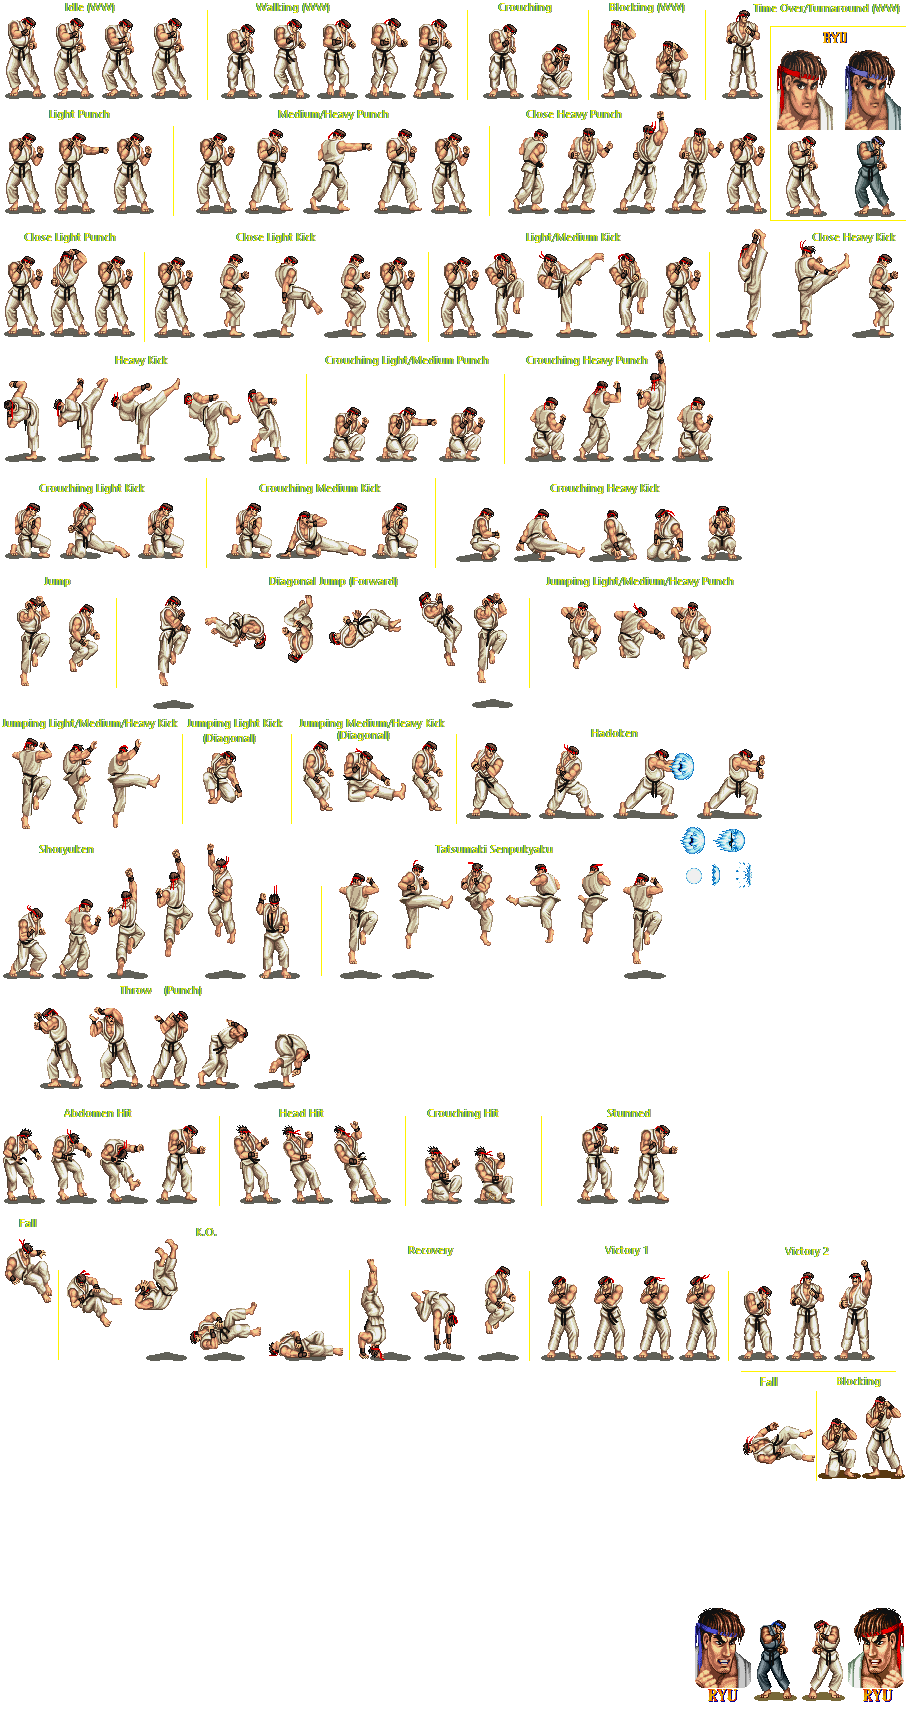 Idle (WW)
Walking (WW)
Crouching
Blocking (WW)
Time Over/Turnaround (WW)
RYU
Light Punch
Medium/Heavy Punch
Close Heavy Punch
Close Light Punch
Close Light Kick
Light/Medium Kick
Close Heavy Kick
Heavy Kick
Crouching Light/Medium Punch
Crouching Heavy Punch
Crouching Light Kick
Crouching Medium Kick
Crouching Heavy Kick
Jump
Diagonal Jump (Forward)
Jumping Light/Medium/Heavy Punch
Jumping Light/Medium/Heavy Kick
Jumping Light Kick
(Diagonal)
Jumping Medium/Heavy Kick
(Diagonal)
Hadoken
Shouyuken
Tatsumaki Senpukyaku
Throw (Punch)
Abdomen Hit
Head Hit
Crouching Hit
Stunned
Fall
K.O.
Recovery
Victory 1
Victory 2
Fall
Blocking
RYU
RYU